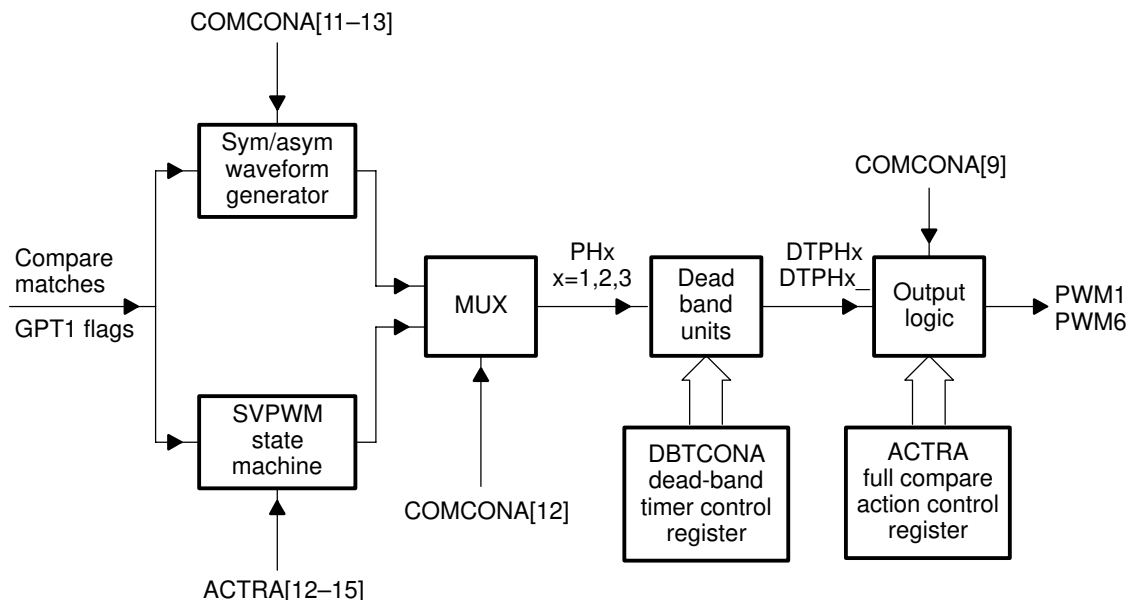 COMCONA[11–13]
Sym/asym
waveform
generator
COMCONA[9]
Compare
matches
GPT1 flags
MUX
PHx
x=1,2,3
Dead
band
units
DTPHx
DTPHx_
Output
logic
PWM1
PWM6
SVPWM
state
machine
COMCONA[12]
DBTCONA
dead-band
timer control
register
ACTRA
full compare
action control
register
ACTRA[12–15]